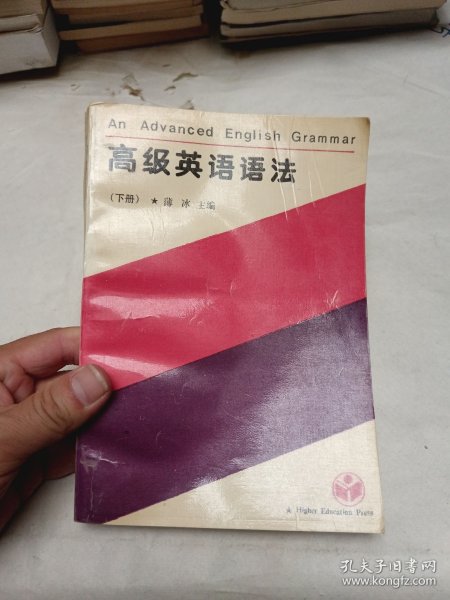 An Advanced English Grammar
高级英语语法
(下册) ★ 薄 冰 主编
★ Higher Education Press
孔夫子旧书网
www.kongfz.com